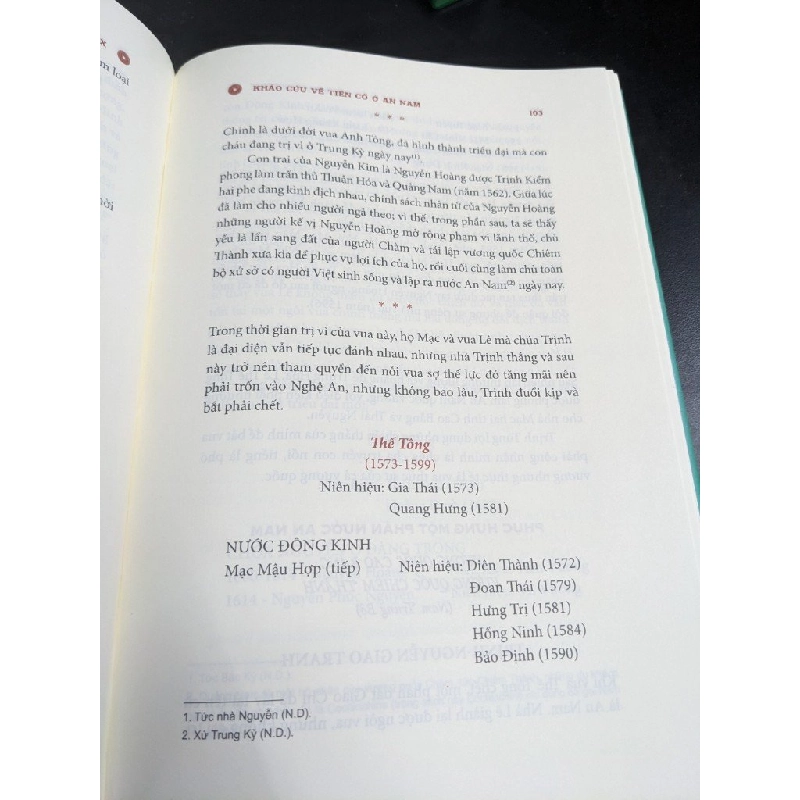 x
m loại
ời
KHẢO CỨU VỀ TIỀN CỔ Ở AN NAM
103
* * *
Chính là dưới đời vua Anh Tông, đã hình thành triều đại mà con
cháu đang trị vì ở Trung Kỳ ngày nay⁽¹⁾.
Con trai của Nguyễn Kim là Nguyễn Hoàng được Trịnh Kiểm
phong làm trấn thủ Thuận Hóa và Quảng Nam (năm 1562). Giữa lúc
hai phe đang kình địch nhau, chính sách nhân từ của Nguyễn Hoàng
đã làm cho nhiều người ngả theo; vì thế, trong phần sau, ta sẽ thấy
những người kế vị Nguyễn Hoàng mở rộng phạm vi lãnh thổ, chủ
yếu là lấn sang đất của người Chàm và tái lập vương quốc Chiêm
Thành xưa kia để phục vụ lợi ích của họ, rồi cuối cùng làm chủ toàn
bộ xứ sở có người Việt sinh sống và lập ra nước An Nam⁽²⁾ ngày nay.
* * *
Trong thời gian trị vì của vua này, họ Mạc và vua Lê mà chúa Trịnh
là đại diện vẫn tiếp tục đánh nhau, nhưng nhà Trịnh thắng và sau
này trở nên tham quyền đến nỗi vua sợ thế lực đó tăng mãi nên
phải trốn vào Nghệ An, nhưng không bao lâu, Trịnh đuổi kịp và
bắt phải chết.
Thế Tông
(1573-1599)
Niên hiệu: Gia Thái (1573)
Quang Hưng (1581)
NƯỚC ĐÔNG KINH
Mạc Mậu Hợp (tiếp) Niên hiệu: Diên Thành (1572)
Đoan Thái (1579)
Hưng Trị (1581)
Hồng Ninh (1584)
Bảo Định (1590)
1. Tức nhà Nguyễn (N.D).
2. Xứ Trung Kỳ (N.D.).